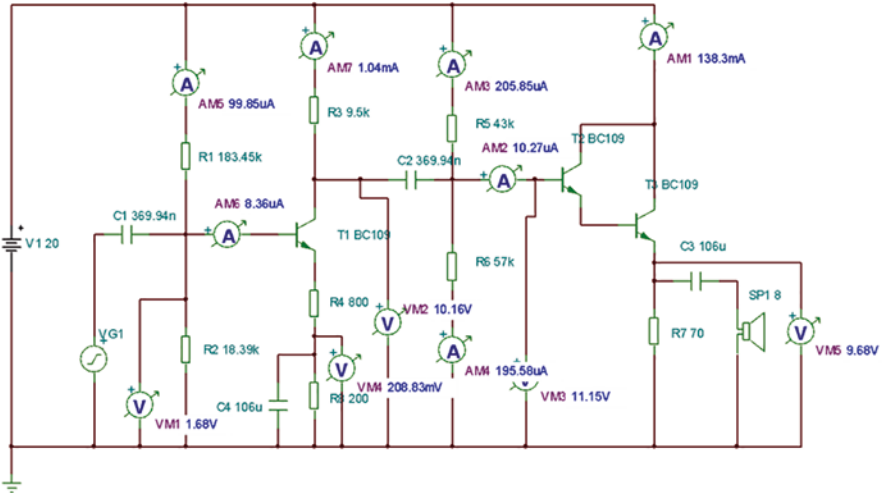 AM7 1.04mA
AM1 138.3mA
AM5 99.85uA
AM3 205.85uA
R3 9.5k
R5 43k
T2 BC109
AM2 10.27uA
R1 183.45k
C2 369.94n
T3 BC109
AM6 8.36uA
C1 369.94n
T1 BC109
V1 20
C3 106u
R6 57k
SP1 8
R4 800
VM2 10.16V
VG1
R7 70
R2 18.39k
VM5 9.68V
AM4 195.58uA
VM4 208.83mV
VM3 11.15V
200
C4 106u
VM1 1.68V
A
A
A
A
A
A
A
V
V
V
V